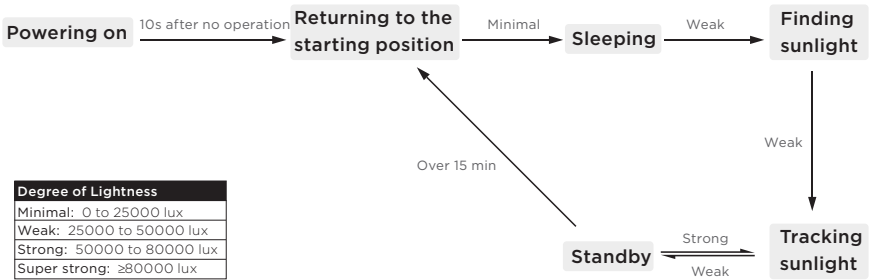 Powering on
10s after no operation
Returning to the
starting position
Minimal
Sleeping
Weak
Finding
sunlight
Weak
Over 15 min
Degree of Lightness
Minimal: 0 to 25000 lux
Weak: 25000 to 50000 lux
Strong: 50000 to 80000 lux
Super strong: ≥80000 lux
Standby
Strong
Weak
Tracking
sunlight